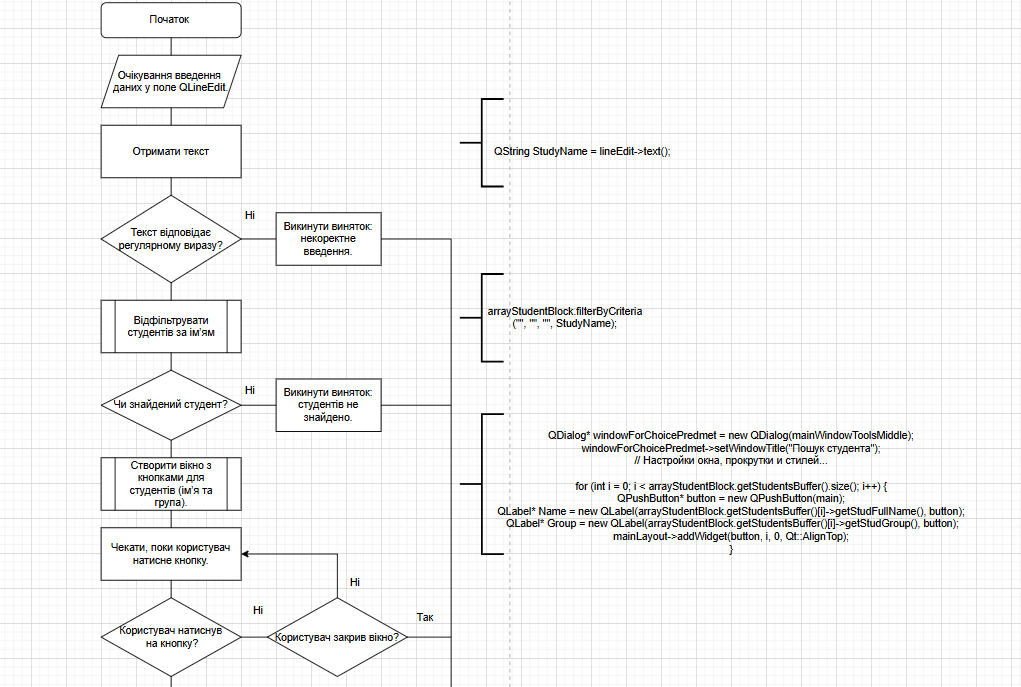 Початок
Очікування введення
даних у поле QLineEdit.
Отримати текст
QString StudyName = lineEdit->text();
Текст відповідає
регулярному виразу?
Ні
Викинути виняток:
некоректне
введення.
Відфільтрувати
студентів за ім'ям
arrayStudentBlock.filterByCriteria
("", "", "", StudyName);
Чи знайдений студент?
Ні
Викинути виняток:
студентів не
знайдено.
Створити вікно з
кнопками для
студентів (ім'я та
група).
QDialog* windowForChoicePredmet = new QDialog(mainWindowToolsMiddle);
windowForChoicePredmet->setWindowTitle("Пошук студента");
// Настройки окна, прокрутки и стилей...
for (int i = 0; i < arrayStudentBlock.getStudentsBuffer().size(); i++) {
QPushButton* button = new QPushButton(main);
QLabel* Name = new QLabel(arrayStudentBlock.getStudentsBuffer()[i]->getStudFullName(), button);
QLabel* Group = new QLabel(arrayStudentBlock.getStudentsBuffer()[i]->getStudGroup(), button);
mainLayout->addWidget(button, i, 0, Qt::AlignTop);
}
Чекати, поки користувач
натисне кнопку.
Ні
Користувач натиснув
на кнопку?
Ні
Користувач закрив вікно?
Так